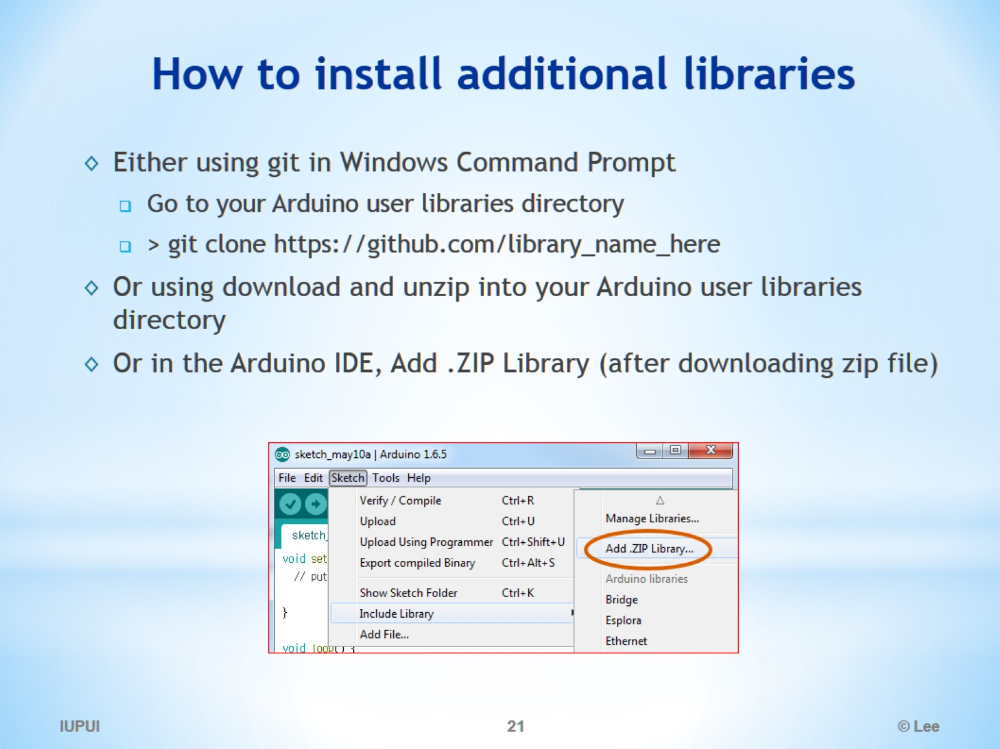 How to install additional libraries
Either using git in Windows Command Prompt
Go to your Arduino user libraries directory
> git clone https://github.com/library_name_here
Or using download and unzip into your Arduino user libraries
directory
Or in the Arduino IDE, Add .ZIP Library (after downloading zip file)
sketch_may10a | Arduino 1.6.5
File Edit Sketch Tools Help
Verify / Compile Ctrl+R
Upload Ctrl+U
Upload Using Programmer Ctrl+Shift+U
Export compiled Binary Ctrl+Alt+S
Show Sketch Folder Ctrl+K
Include Library
Add File...
Manage Libraries...
Add .ZIP Library...
Arduino libraries
Bridge
Esplora
Ethernet
sketch_
void set
// put
}
void loop() {
IUPUI
21
© Lee